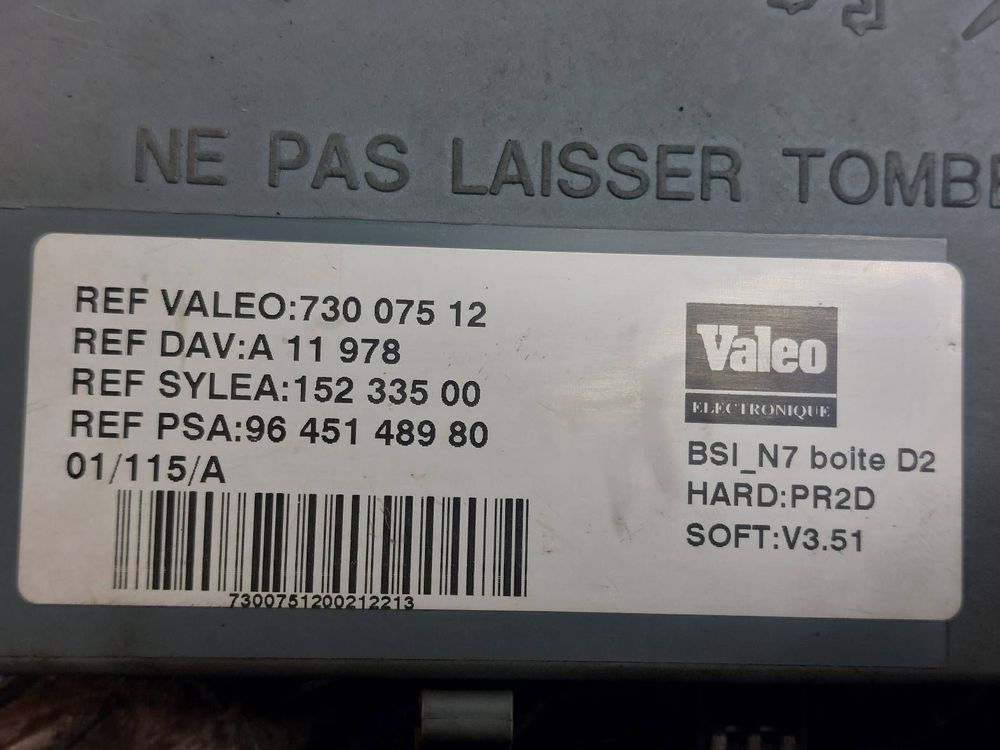 NE PAS LAISSER TOMBE
REF VALEO:730 075 12
REF DAV:A 11 978
REF SYLEA:152 335 00
REF PSA:96 451 489 80
01/115/A
7300751200212213
Valeo
ELECTRONIQUE
BSI_N7 boite D2
HARD:PR2D
SOFT:V3.51